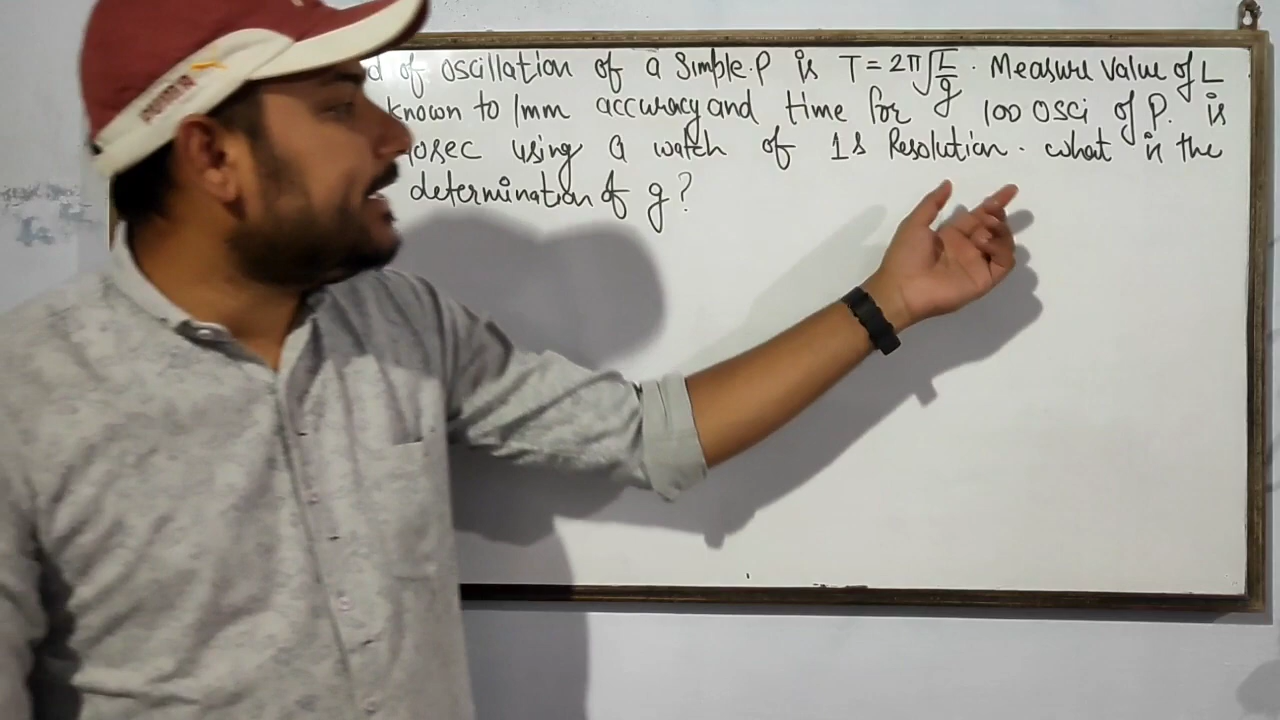 d of oscillation of a Simple.P is T = 2π√L/g . Measure Value of L
known to 1mm accuracy and time for 100 osci of P. is
0sec using a watch of 1s Resolution. what is the
determination of g?